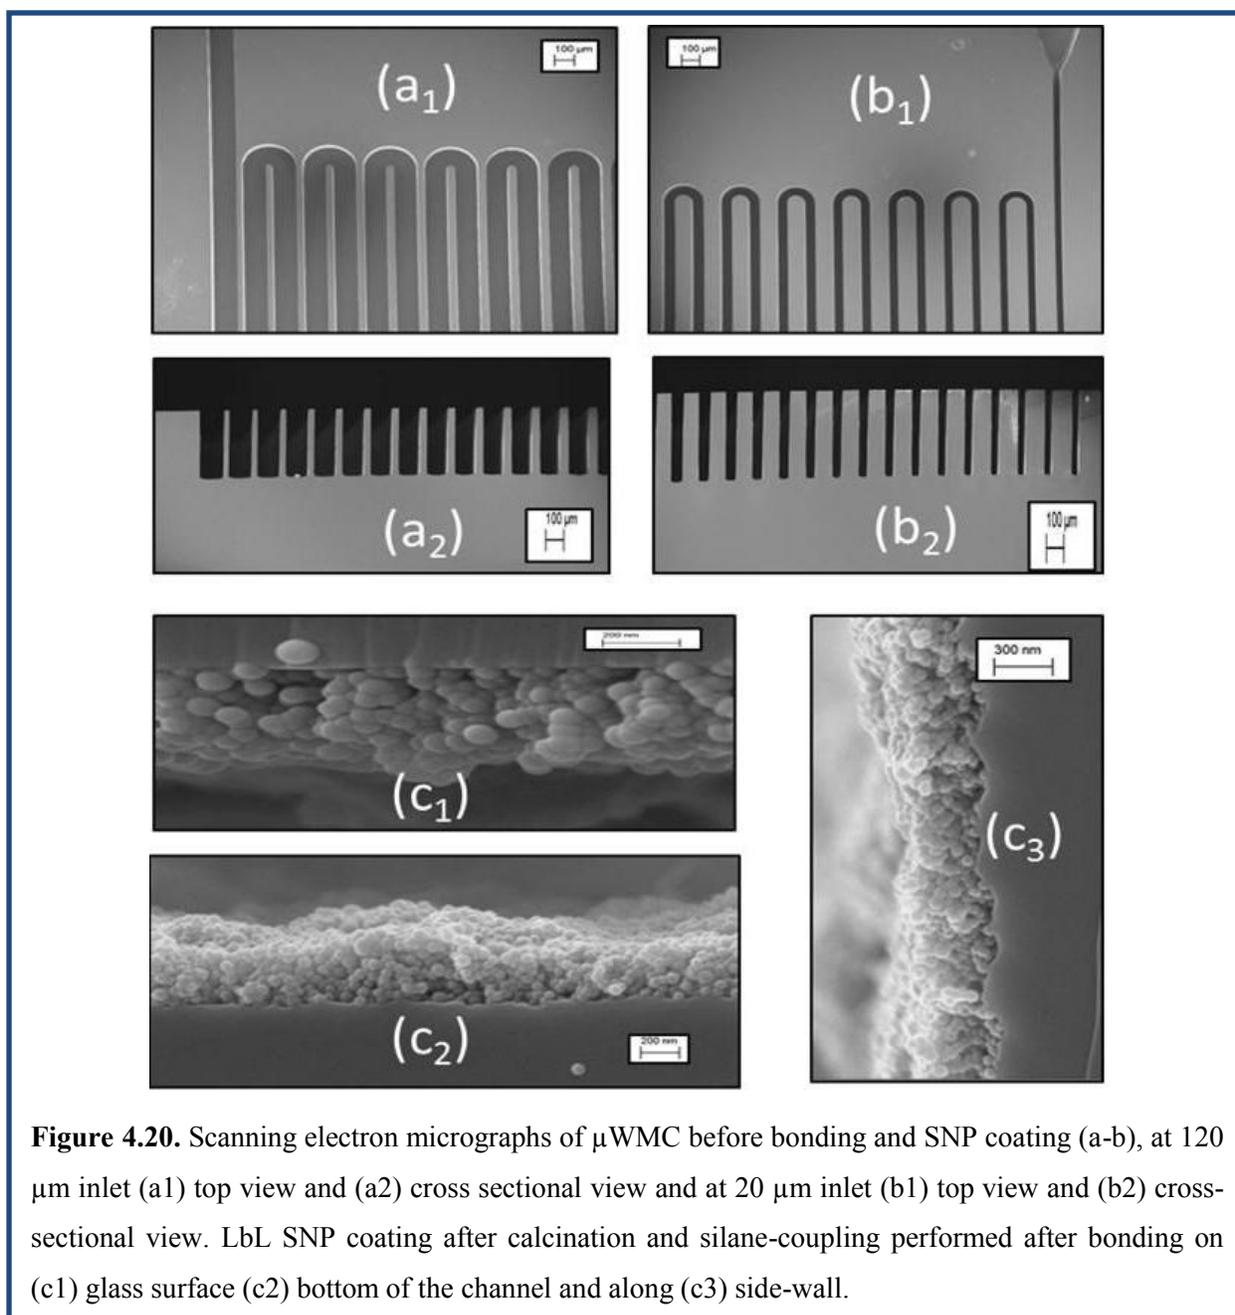 100 µm
(a1)
100 µm
(b1)
(a2)
100 µm
(b2)
100 µm
200 nm
(c1)
300 nm
(c3)
(c2)
200 nm
Figure 4.20. Scanning electron micrographs of µWMC before bonding and SNP coating (a-b), at 120
µm inlet (a1) top view and (a2) cross sectional view and at 20 µm inlet (b1) top view and (b2) cross-
sectional view. LbL SNP coating after calcination and silane-coupling performed after bonding on
(c1) glass surface (c2) bottom of the channel and along (c3) side-wall.